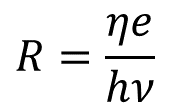 R = ηe / hν